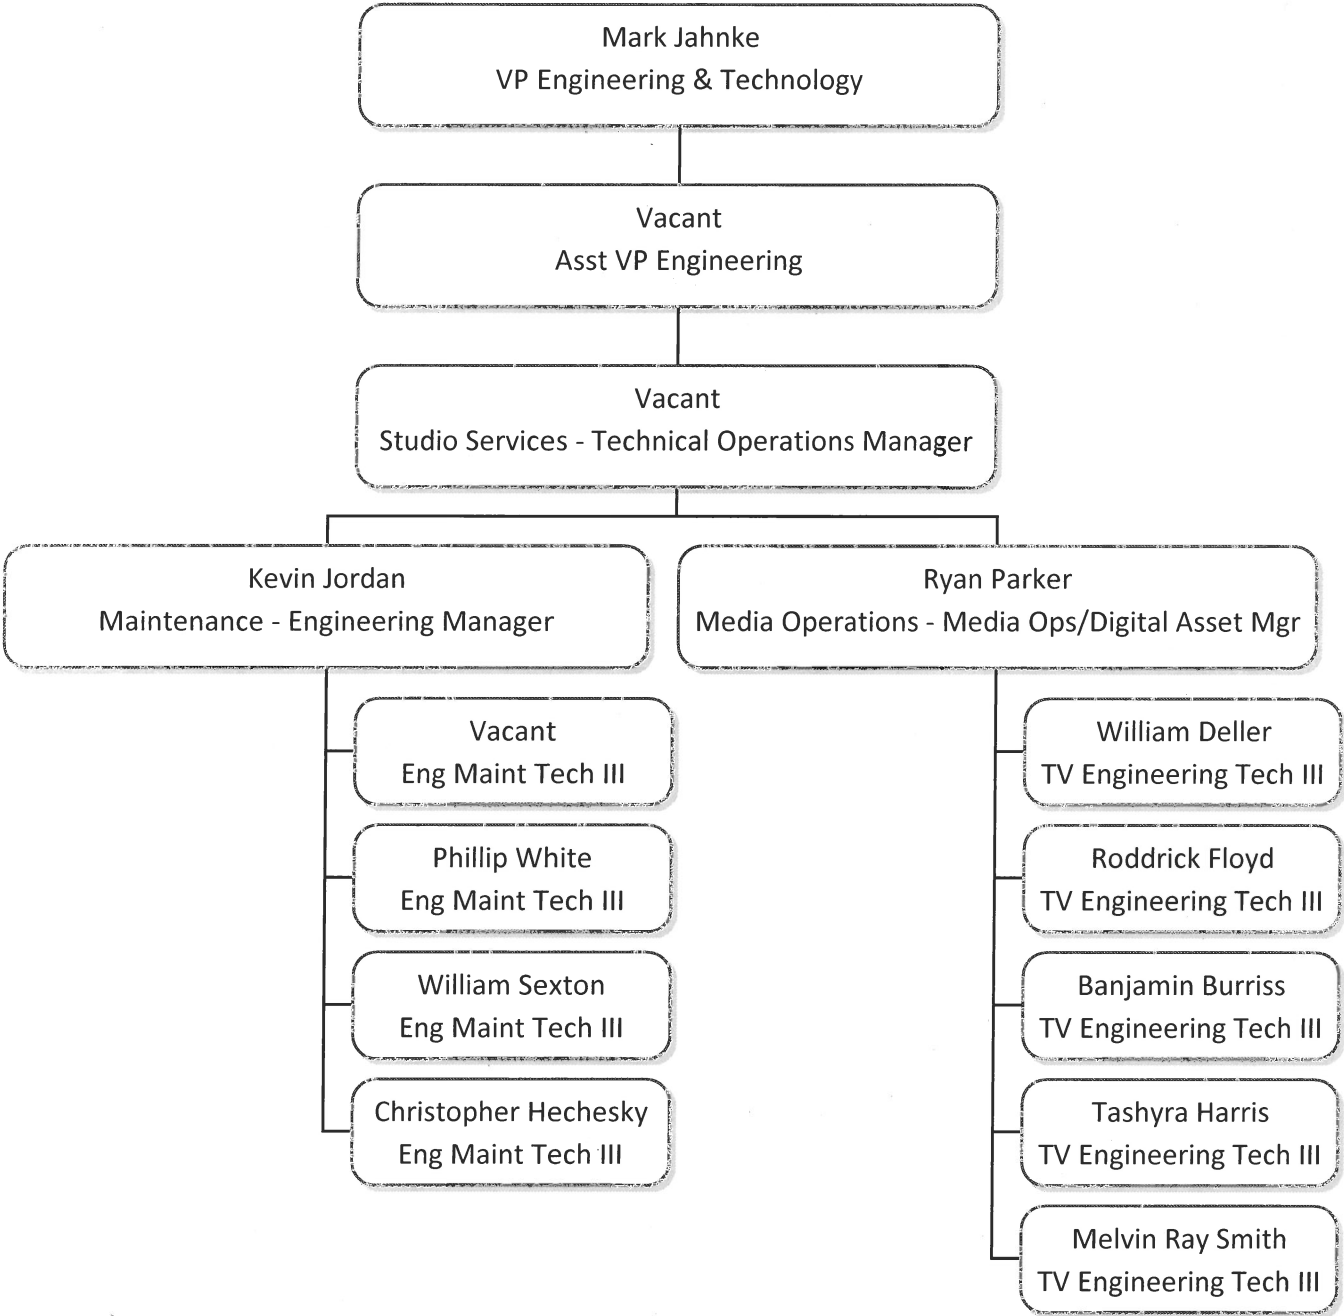 Mark Jahnke
VP Engineering & Technology
Vacant
Asst VP Engineering
Vacant
Studio Services - Technical Operations Manager
Kevin Jordan
Maintenance - Engineering Manager
Ryan Parker
Media Operations - Media Ops/Digital Asset Mgr
Vacant
Eng Maint Tech III
Phillip White
Eng Maint Tech III
William Sexton
Eng Maint Tech III
Christopher Hechesky
Eng Maint Tech III
William Deller
TV Engineering Tech III
Roddrick Floyd
TV Engineering Tech III
Banjamin Burriss
TV Engineering Tech III
Tashyra Harris
TV Engineering Tech III
Melvin Ray Smith
TV Engineering Tech III